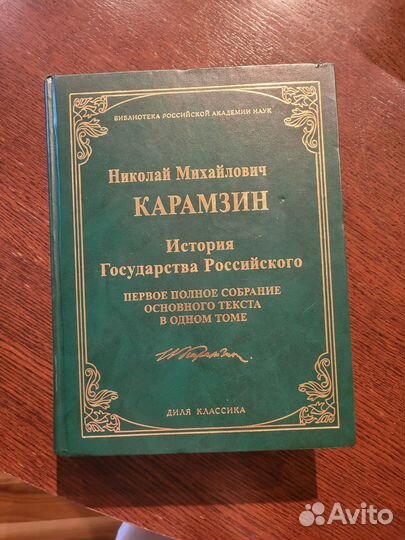 БИБЛИОТЕКА РОССИЙСКОЙ АКАДЕМИИ НАУК
Николай Михайлович
КАРАМЗИН
История
Государства Российского
ПЕРВОЕ ПОЛНОЕ СОБРАНИЕ
ОСНОВНОГО ТЕКСТА
В ОДНОМ ТОМЕ
ДИЛЯ КЛАССИКА
Avito